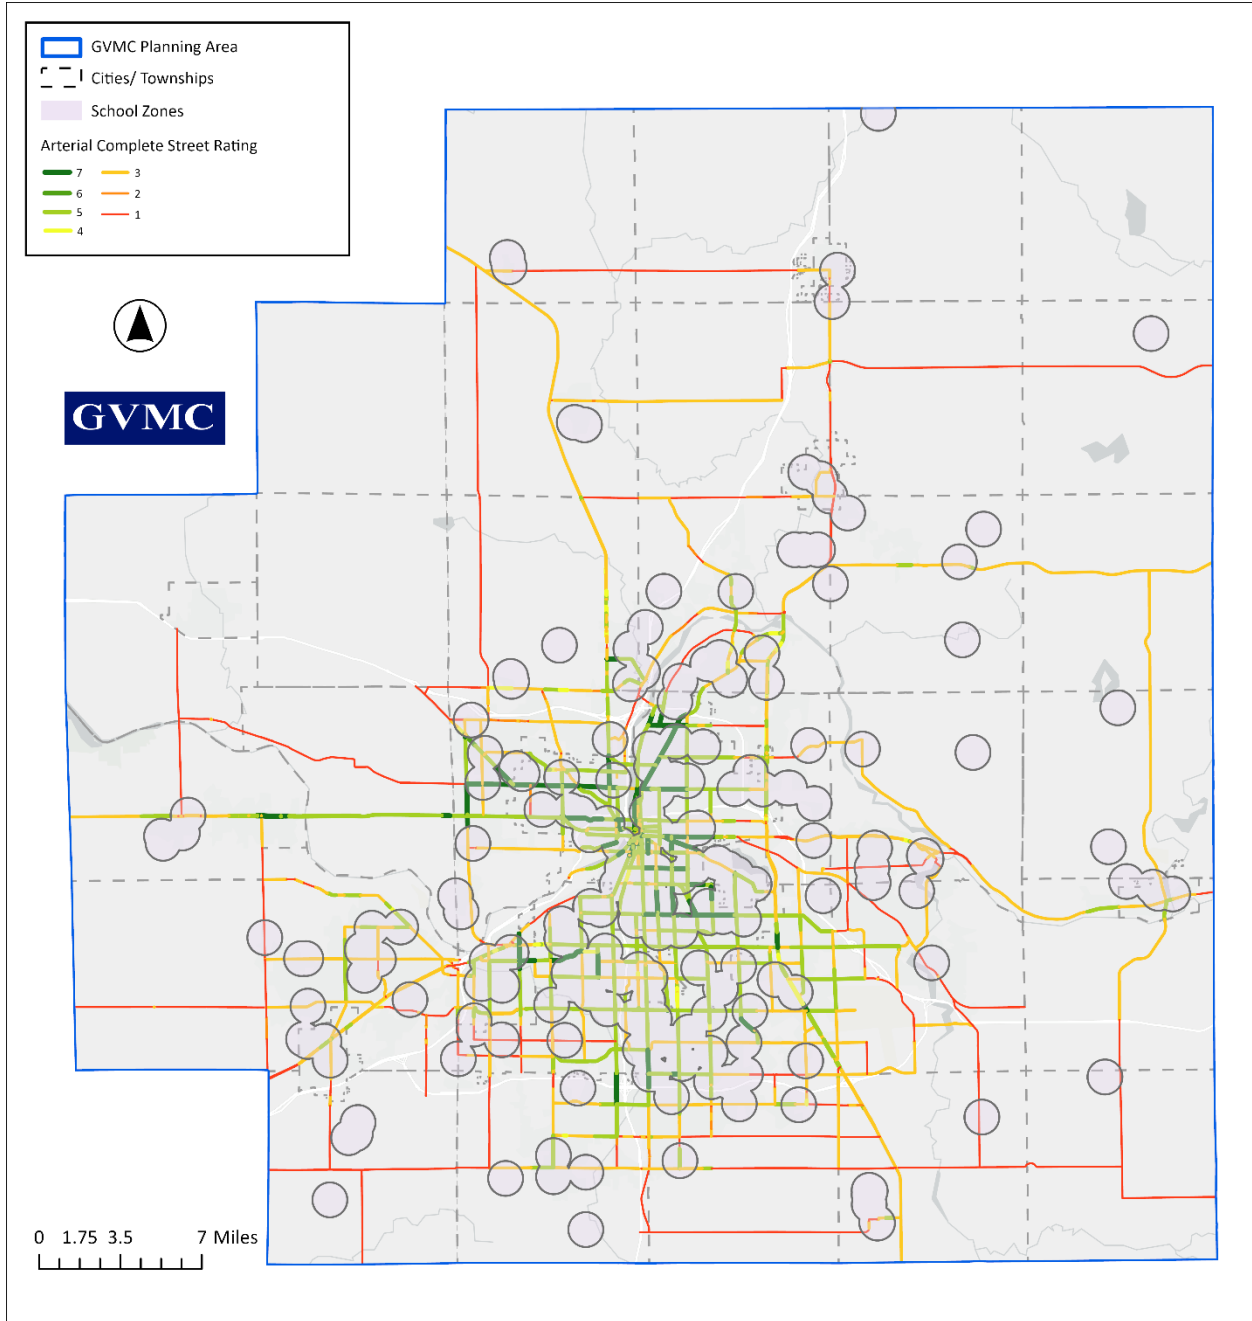 GVMC Planning Area
Cities/ Townships
School Zones
Arterial Complete Street Rating
7 3
6 2
5 1
4
GVMC
0 1.75 3.5 7 Miles